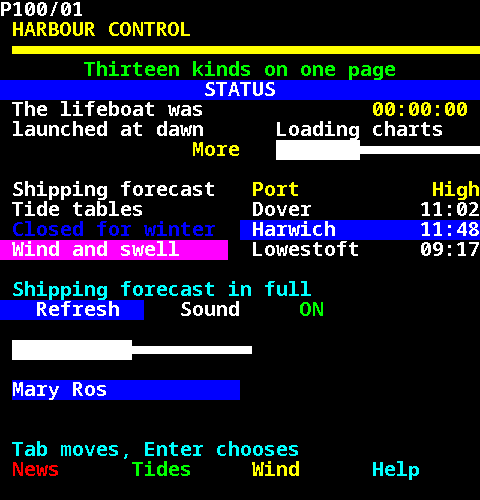 P100/01
HARBOUR CONTROL
Thirteen kinds on one page
STATUS
The lifeboat was 00:00:00
launched at dawn Loading charts
More
Shipping forecast Port High
Tide tables Dover 11:02
Closed for winter Harwich 11:48
Wind and swell Lowestoft 09:17
Shipping forecast in full
Refresh Sound ON
Mary Ros
Tab moves, Enter chooses
News Tides Wind Help